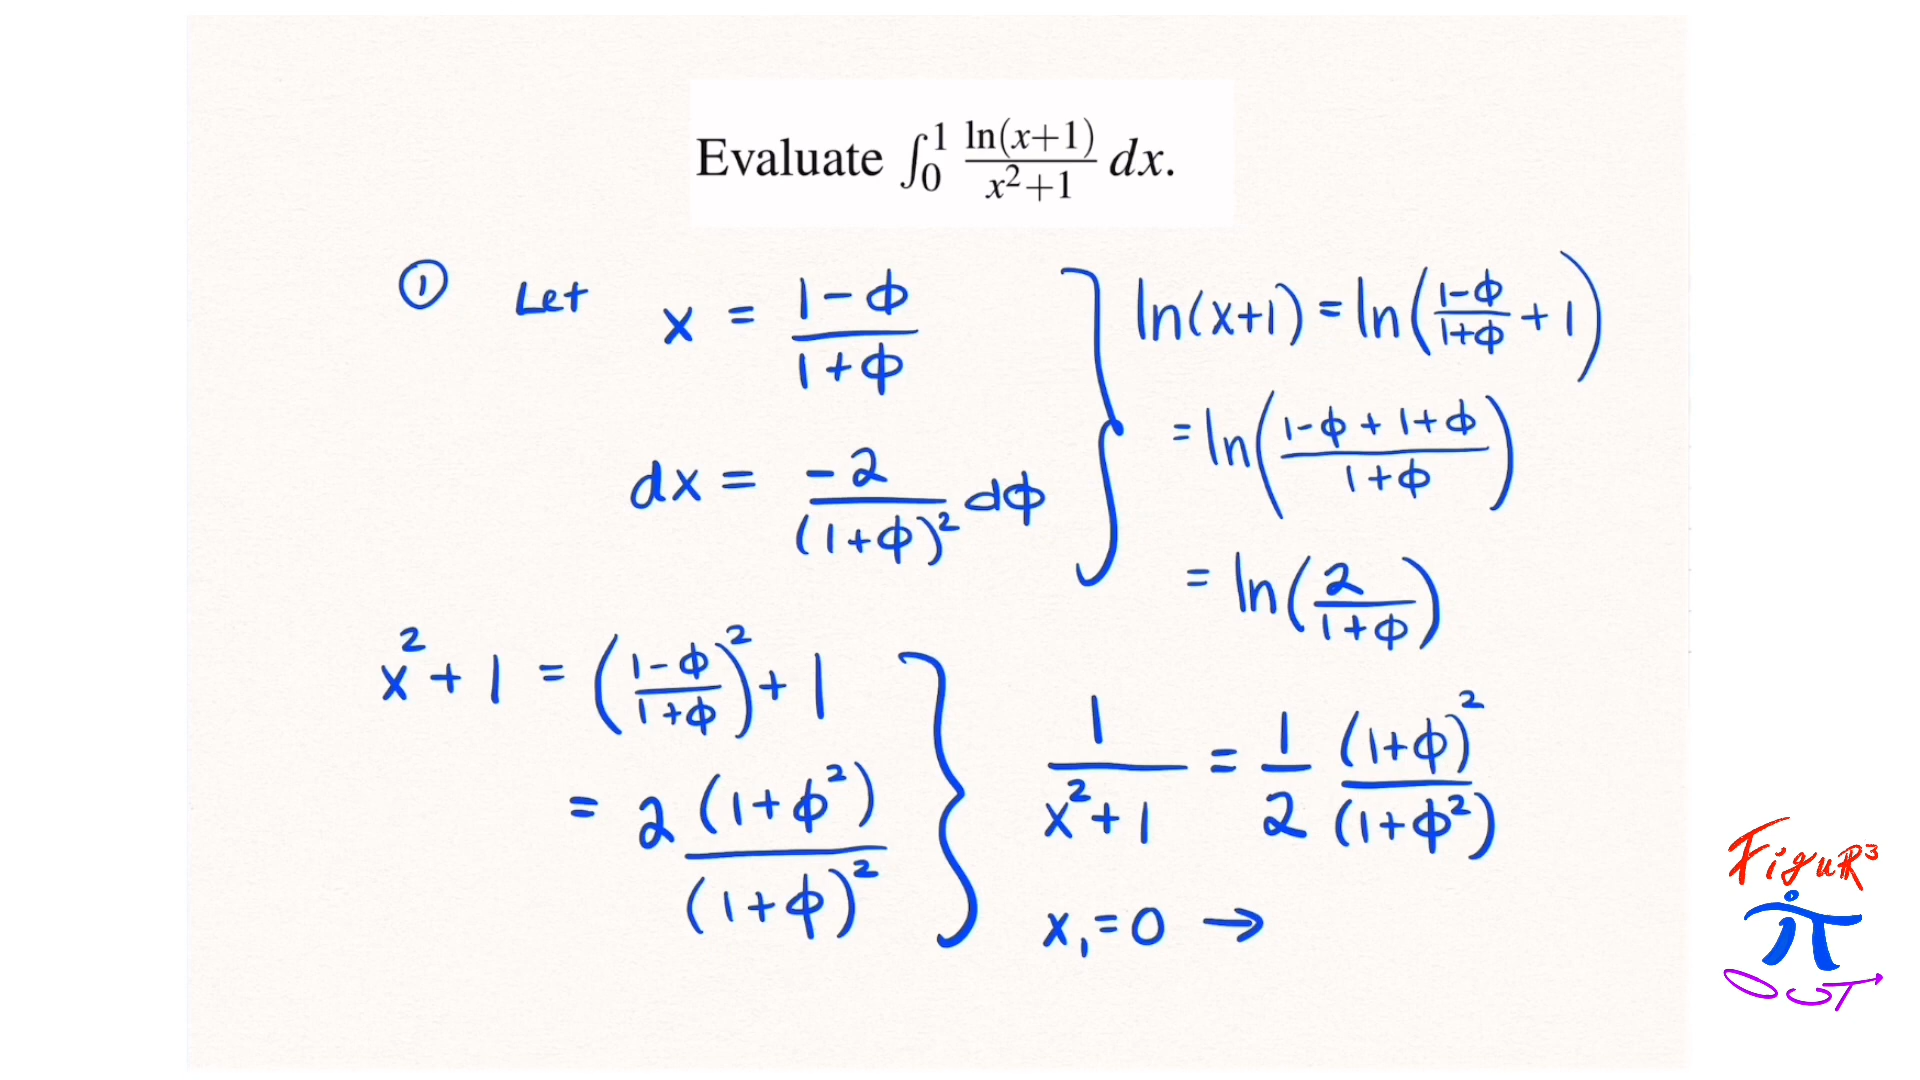 Evaluate ∫₀¹ ln(x+1)/(x²+1) dx.
① Let x = (1-ϕ)/(1+ϕ)
dx = -2/(1+ϕ)² dϕ
ln(x+1) = ln((1-ϕ)/(1+ϕ) + 1)
= ln((1-ϕ+1+ϕ)/(1+ϕ))
= ln(2/(1+ϕ))
x² + 1 = ((1-ϕ)/(1+ϕ))² + 1
= 2 (1+ϕ²)/(1+ϕ)²
1/(x²+1) = 1/2 (1+ϕ)²/(1+ϕ²)
x₁ = 0 →
FiguR³
π
OuT